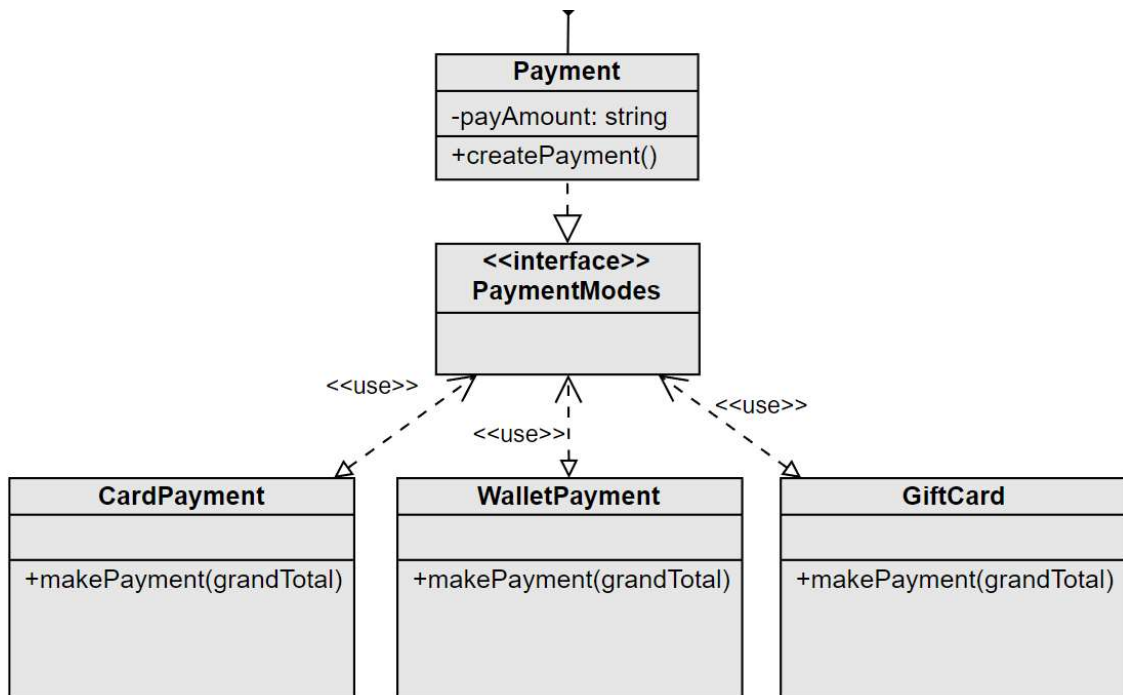 Payment
-payAmount: string
+createPayment()
<<interface>>
PaymentModes
<<use>>
<<use>>
<<use>>
CardPayment
WalletPayment
GiftCard
+makePayment(grandTotal)
+makePayment(grandTotal)
+makePayment(grandTotal)